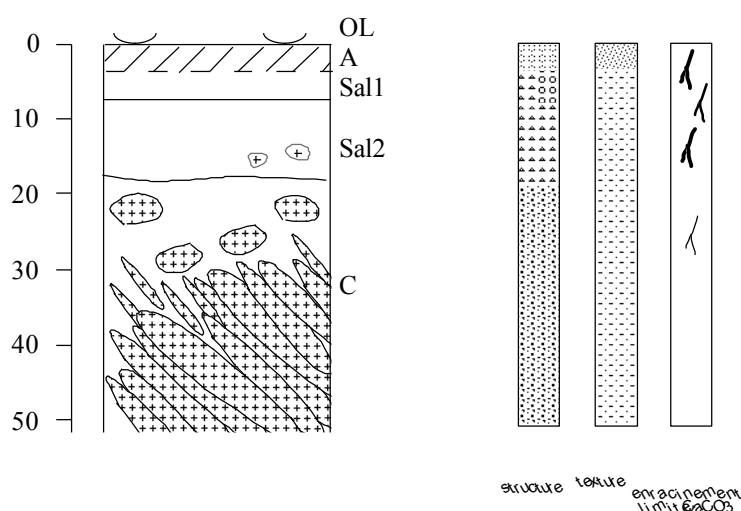 OL
0
A
Sal1
10
Sal2
20
30
C
40
50
structure
texture
enracinement
limite CaCO3